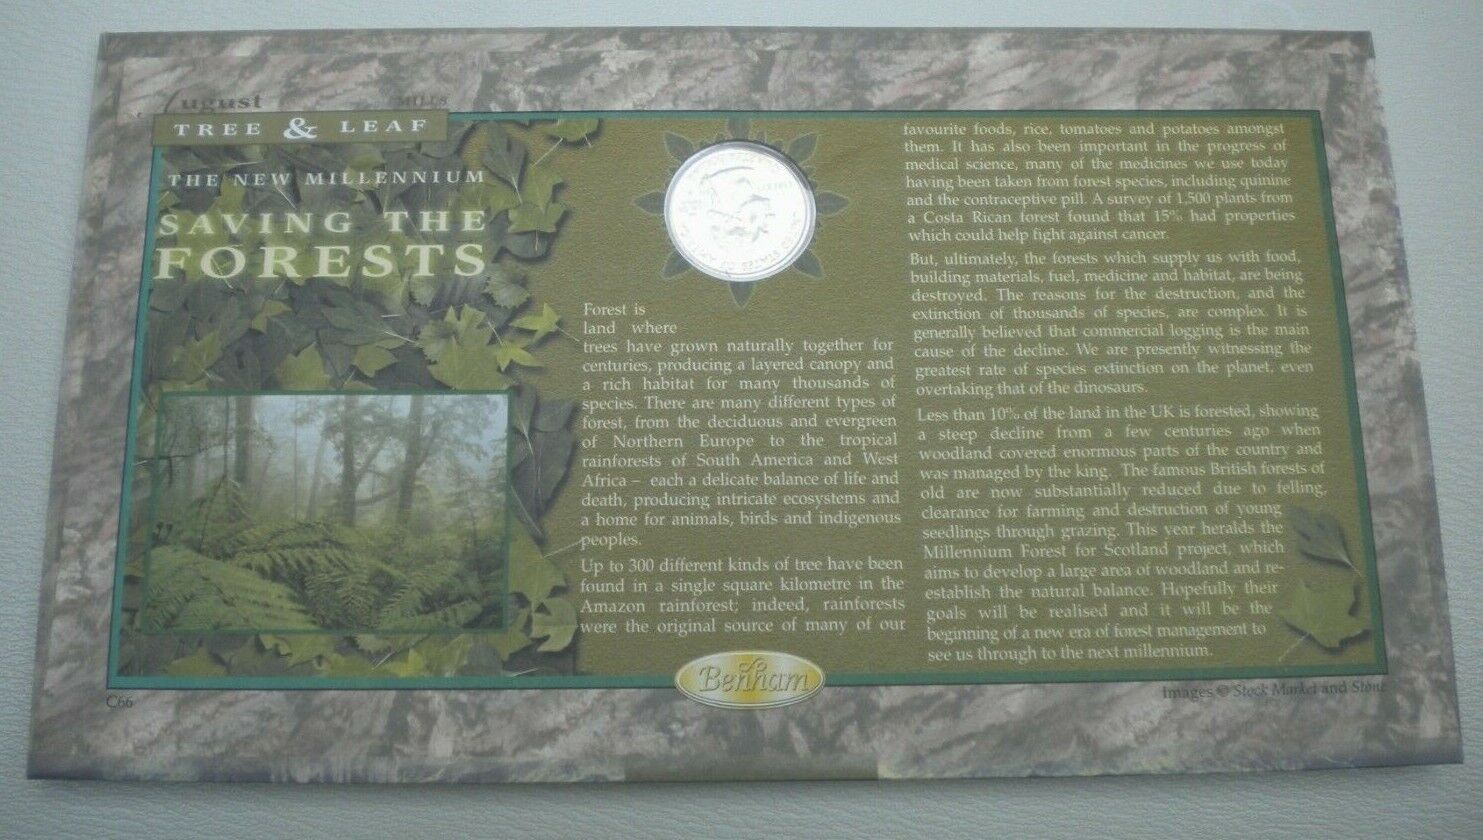 August
TREE & LEAF
THE NEW MILLENNIUM
SAVING THE
FORESTS
Forest is
land where
trees have grown naturally together for
centuries, producing a layered canopy and
a rich habitat for many thousands of
species. There are many different types of
forest, from the deciduous and evergreen
of Northern Europe to the tropical
rainforests of South America and West
Africa – each a delicate balance of life and
death, producing intricate ecosystems and
a home for animals, birds and indigenous
peoples.
Up to 300 different kinds of tree have been
found in a single square kilometre in the
Amazon rainforest; indeed, rainforests
were the original source of many of our
favourite foods, rice, tomatoes and potatoes amongst
them. It has also been important in the progress of
medical science, many of the medicines we use today
having been taken from forest species, including quinine
and the contraceptive pill. A survey of 1,500 plants from
a Costa Rican forest found that 15% had properties
which could help fight against cancer.
But, ultimately, the forests which supply us with food,
building materials, fuel, medicine and habitat, are being
destroyed. The reasons for the destruction, and the
extinction of thousands of species, are complex. It is
generally believed that commercial logging is the main
cause of the decline. We are presently witnessing the
greatest rate of species extinction on the planet, even
overtaking that of the dinosaurs.
Less than 10% of the land in the UK is forested, showing
a steep decline from a few centuries ago when
woodland covered enormous parts of the country and
was managed by the king. The famous British forests of
old are now substantially reduced due to felling,
clearance for farming and destruction of young
seedlings through grazing. This year heralds the
Millennium Forest for Scotland project, which
aims to develop a large area of woodland and re-
establish the natural balance. Hopefully their
goals will be realised and it will be the
beginning of a new era of forest management to
see us through to the next millennium.
Benham
C66
Images © Stock Market and Stone